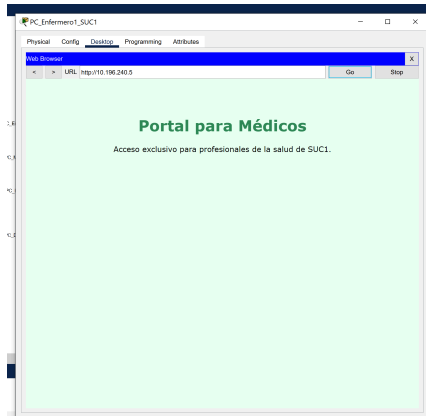 PC_Enfermero1_SUC1
Physical Config Desktop Programming Attributes
Web Browser X
< > URL http://10.196.240.5 Go Stop
Portal para Médicos
Acceso exclusivo para profesionales de la salud de SUC1.